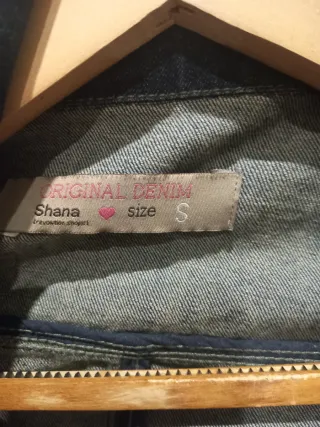 ORIGINAL DENIM
Shana size S